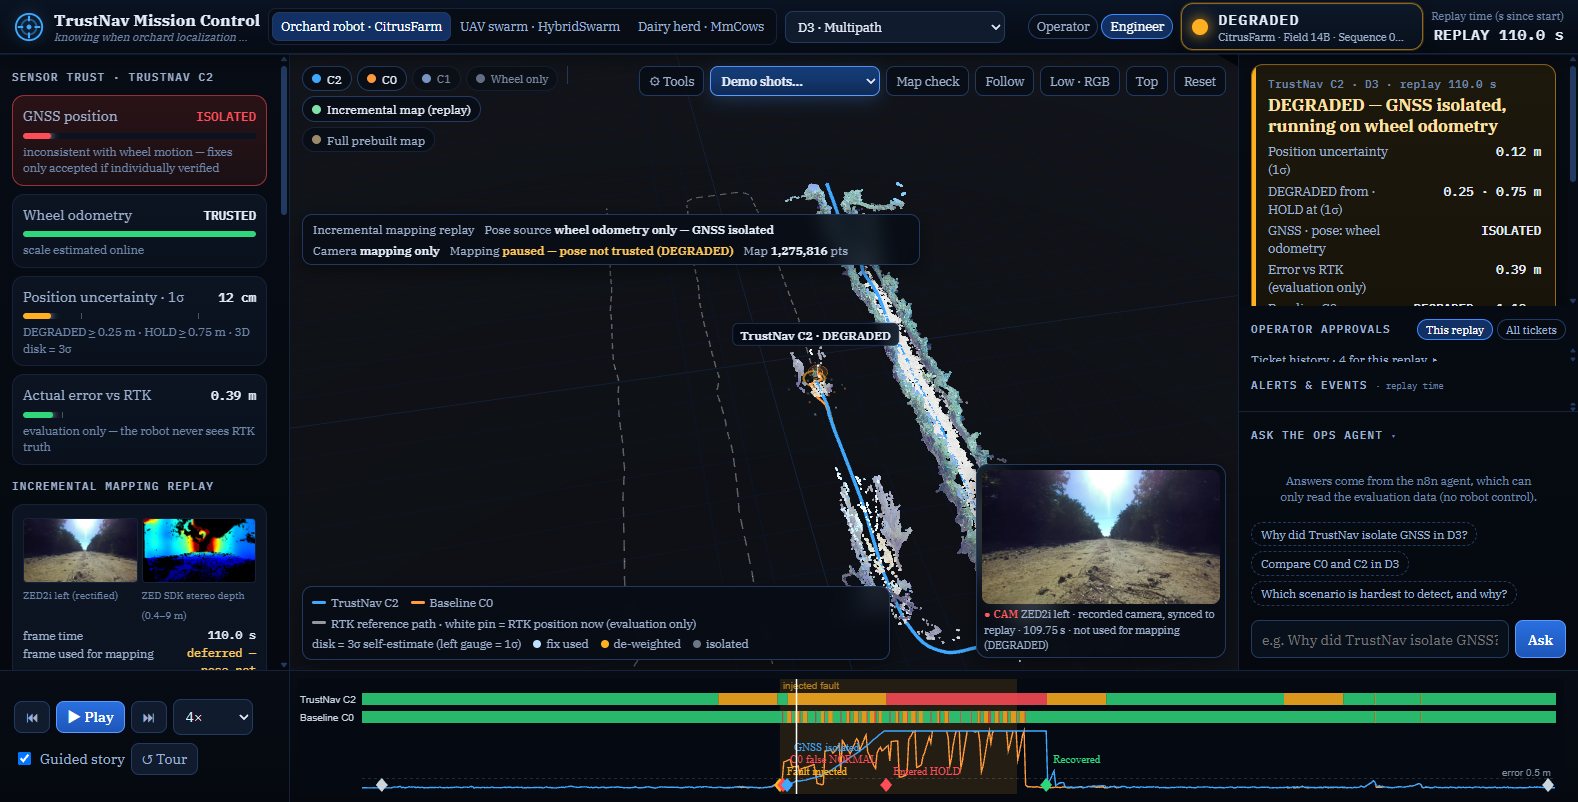 TrustNav Mission Control
knowing when orchard localization ...
Orchard robot · CitrusFarm
UAV swarm · HybridSwarm
Dairy herd · MmCows
D3 · Multipath
Operator
Engineer
DEGRADED
CitrusFarm · Field 14B · Sequence 0...
Replay time (s since start)
REPLAY 110.0 s
SENSOR TRUST · TRUSTNAV C2
GNSS position ISOLATED
inconsistent with wheel motion — fixes
only accepted if individually verified
Wheel odometry TRUSTED
scale estimated online
Position uncertainty · 1σ 12 cm
DEGRADED ≥ 0.25 m · HOLD ≥ 0.75 m · 3D
disk = 3σ
Actual error vs RTK 0.39 m
evaluation only — the robot never sees RTK
truth
INCREMENTAL MAPPING REPLAY
ZED2i left (rectified)
ZED SDK stereo depth
(0.4–9 m)
frame time 110.0 s
frame used for mapping deferred —
pose not
C2
C0
C1
Wheel only
Incremental map (replay)
Full prebuilt map
⚙ Tools
Demo shots...
Map check
Follow
Low · RGB
Top
Reset
Incremental mapping replay Pose source wheel odometry only — GNSS isolated
Camera mapping only Mapping paused — pose not trusted (DEGRADED) Map 1,275,816 pts
TrustNav C2 · DEGRADED
TrustNav C2 Baseline C0
RTK reference path · white pin = RTK position now (evaluation only)
disk = 3σ self-estimate (left gauge = 1σ) fix used de-weighted isolated
● CAM ZED2i left · recorded camera, synced to
replay · 109.75 s · not used for mapping
(DEGRADED)
TrustNav C2 · D3 · replay 110.0 s
DEGRADED — GNSS isolated,
running on wheel odometry
Position uncertainty 0.12 m
(1σ)
DEGRADED from · 0.25 · 0.75 m
HOLD at (1σ)
GNSS · pose: wheel ISOLATED
odometry
Error vs RTK 0.39 m
(evaluation only)
OPERATOR APPROVALS
This replay
All tickets
Ticket history · 4 for this replay ▸
ALERTS & EVENTS · replay time
ASK THE OPS AGENT ▾
Answers come from the n8n agent, which can
only read the evaluation data (no robot control).
Why did TrustNav isolate GNSS in D3?
Compare C0 and C2 in D3
Which scenario is hardest to detect, and why?
e.g. Why did TrustNav isolate GNSS?
Ask
⏮
▶ Play
⏭
4×
Guided story
↺ Tour
injected fault
TrustNav C2
Baseline C0
GNSS isolated
C0 false NORMAL
Fault injected
Entered HOLD
Recovered
error 0.5 m